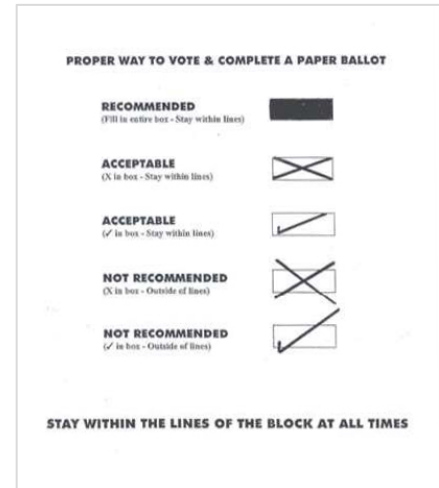 PROPER WAY TO VOTE & COMPLETE A PAPER BALLOT
RECOMMENDED
(Fill in entire box - Stay within lines)
ACCEPTABLE
(X in box - Stay within lines)
ACCEPTABLE
(✓ in box - Stay within lines)
NOT RECOMMENDED
(X in box - Outside of lines)
NOT RECOMMENDED
(✓ in box - Outside of lines)
STAY WITHIN THE LINES OF THE BLOCK AT ALL TIMES